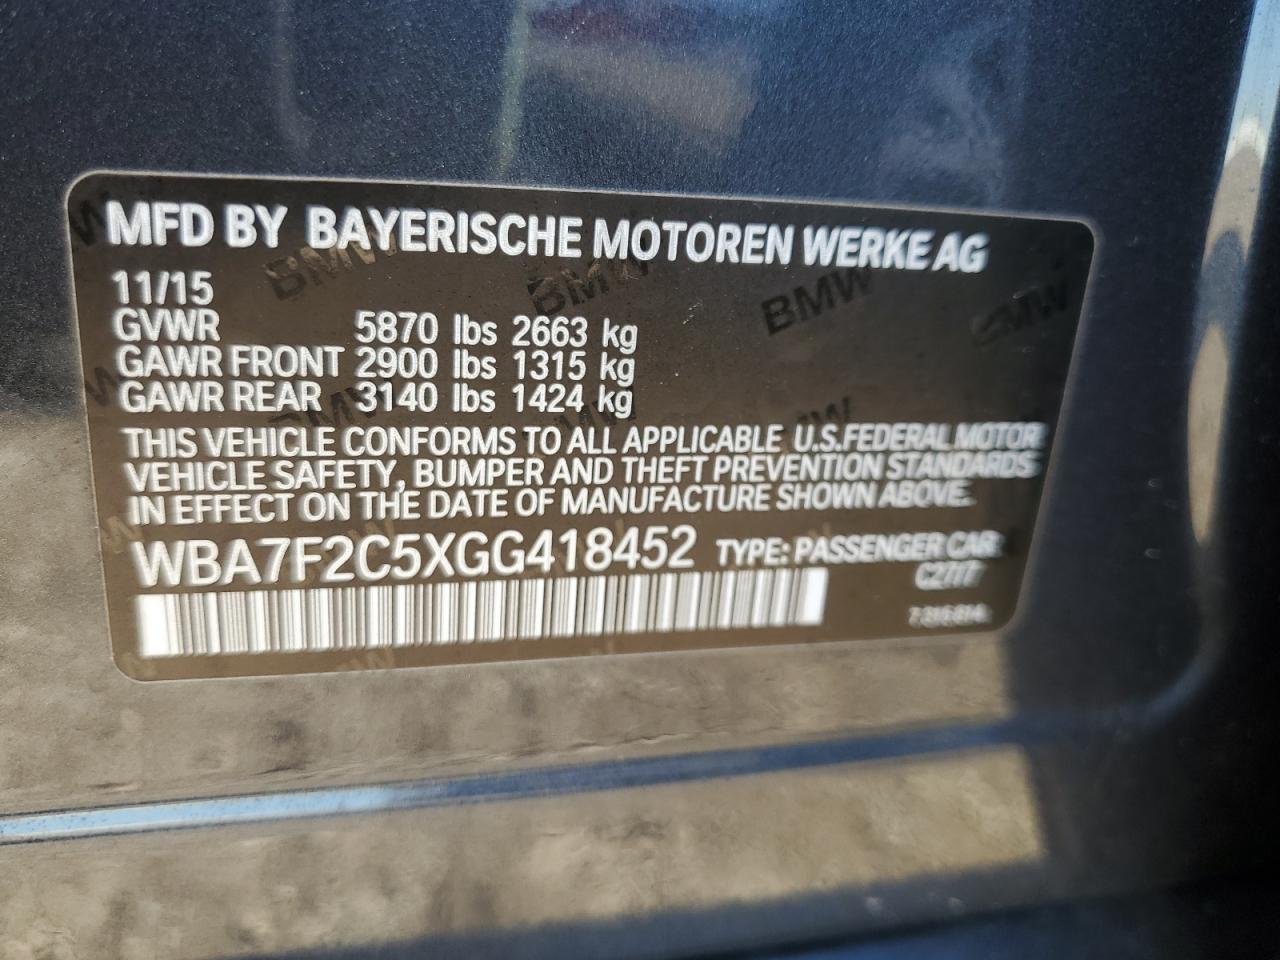 MFD BY BAYERISCHE MOTOREN WERKE AG
11/15
GVWR 5870 lbs 2663 kg
GAWR FRONT 2900 lbs 1315 kg
GAWR REAR 3140 lbs 1424 kg
THIS VEHICLE CONFORMS TO ALL APPLICABLE U.S.FEDERAL MOTOR
VEHICLE SAFETY, BUMPER AND THEFT PREVENTION STANDARDS
IN EFFECT ON THE DATE OF MANUFACTURE SHOWN ABOVE.
WBA7F2C5XGG418452 TYPE: PASSENGER CAR